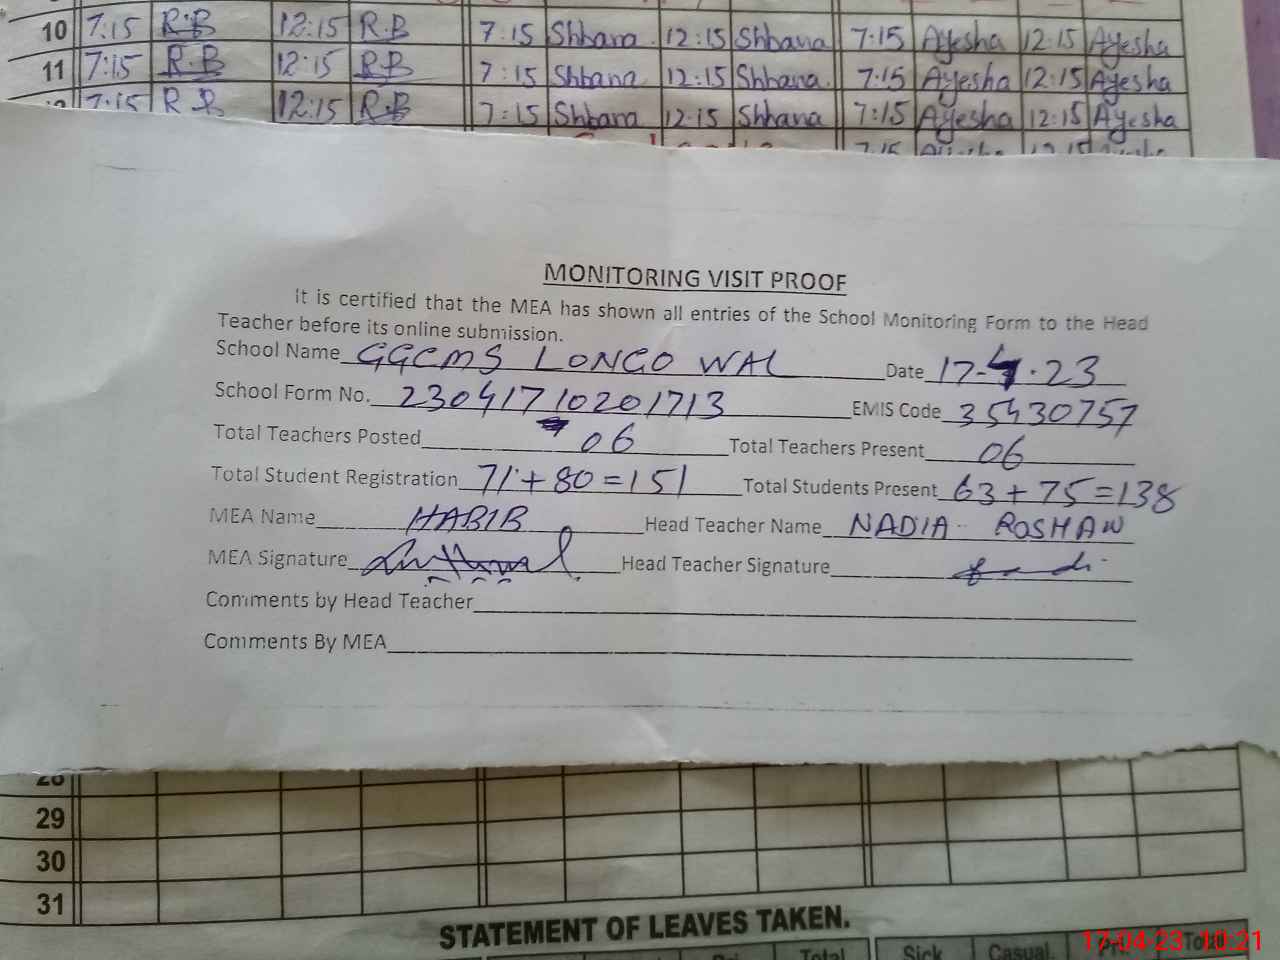 10 7:15 R.B 12:15 R.B 7:15 Shbana 12:15 Shbana 7:15 Ayesha 12:15 Ayesha
11 7:15 R.B 12:15 R.B 7:15 Shbana 12:15 Shbana 7:15 Ayesha 12:15 Ayesha
7:15 R.B 12:15 R.B 7:15 Shbana 12:15 Shbana 7:15 Ayesha 12:15 Ayesha
MONITORING VISIT PROOF
It is certified that the MEA has shown all entries of the School Monitoring Form to the Head
Teacher before its online submission.
School Name GGCMS LONGO WAL Date 17-4-23
School Form No. 23041710201713 EMIS Code 35430757
Total Teachers Posted 06 Total Teachers Present 06
Total Student Registration 71+80=151 Total Students Present 63+75=138
MEA Name HABIB Head Teacher Name NADIA ROSHAN
MEA Signature Head Teacher Signature
Comments by Head Teacher
Comments By MEA
28
29
30
31
STATEMENT OF LEAVES TAKEN.
Total Sick Casual Total
17-04-23 10:21